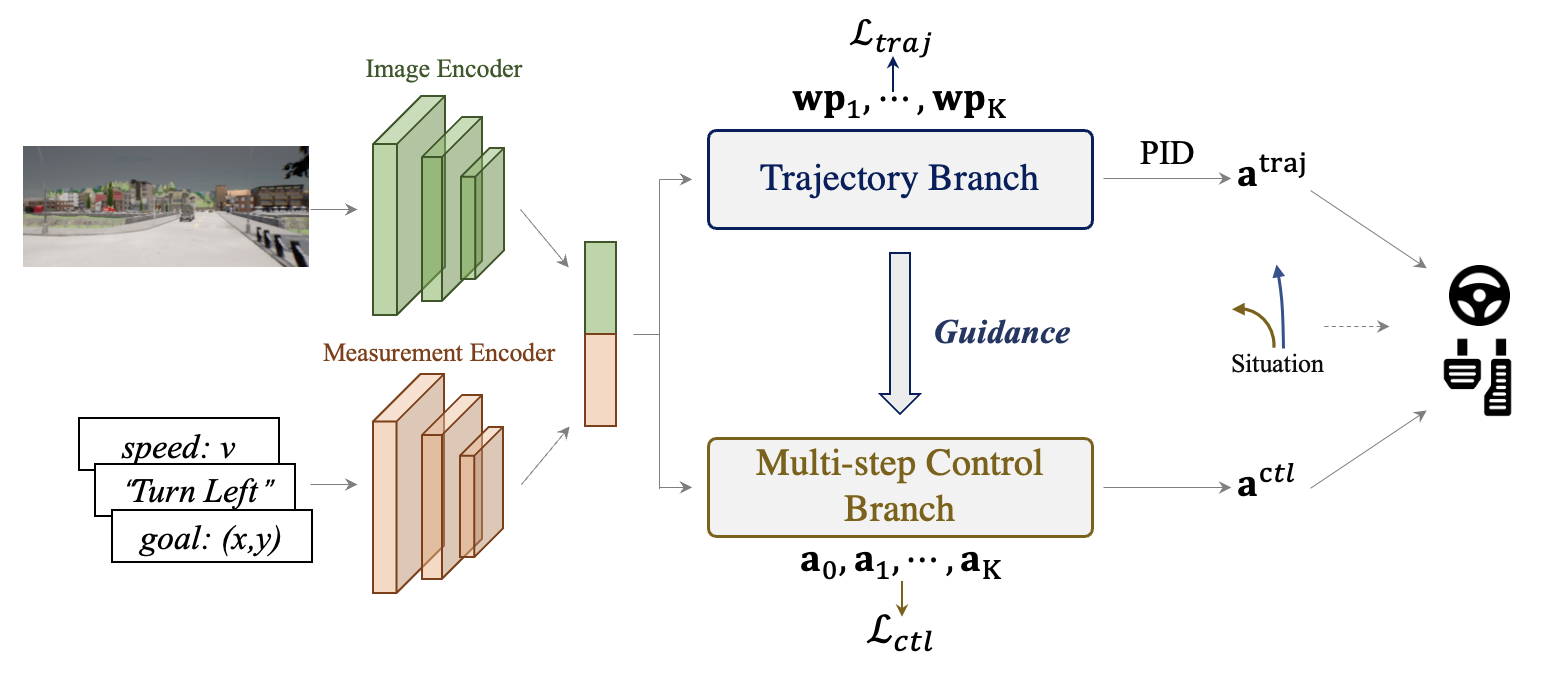 ℒ_traj
Image Encoder
wp₁, ⋯ , wp_K
Trajectory Branch
PID
a^traj
Guidance
Measurement Encoder
Situation
speed: v
“Turn Left”
goal: (x,y)
Multi-step Control
Branch
a^ctl
a₀, a₁, ⋯ , a_K
ℒ_ctl